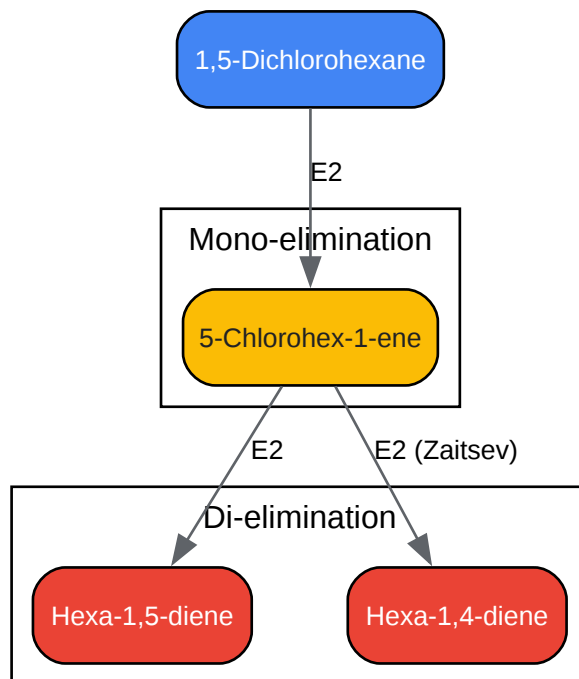 1,5-Dichlorohexane
E2
Mono-elimination
5-Chlorohex-1-ene
E2
E2 (Zaitsev)
Di-elimination
Hexa-1,5-diene
Hexa-1,4-diene